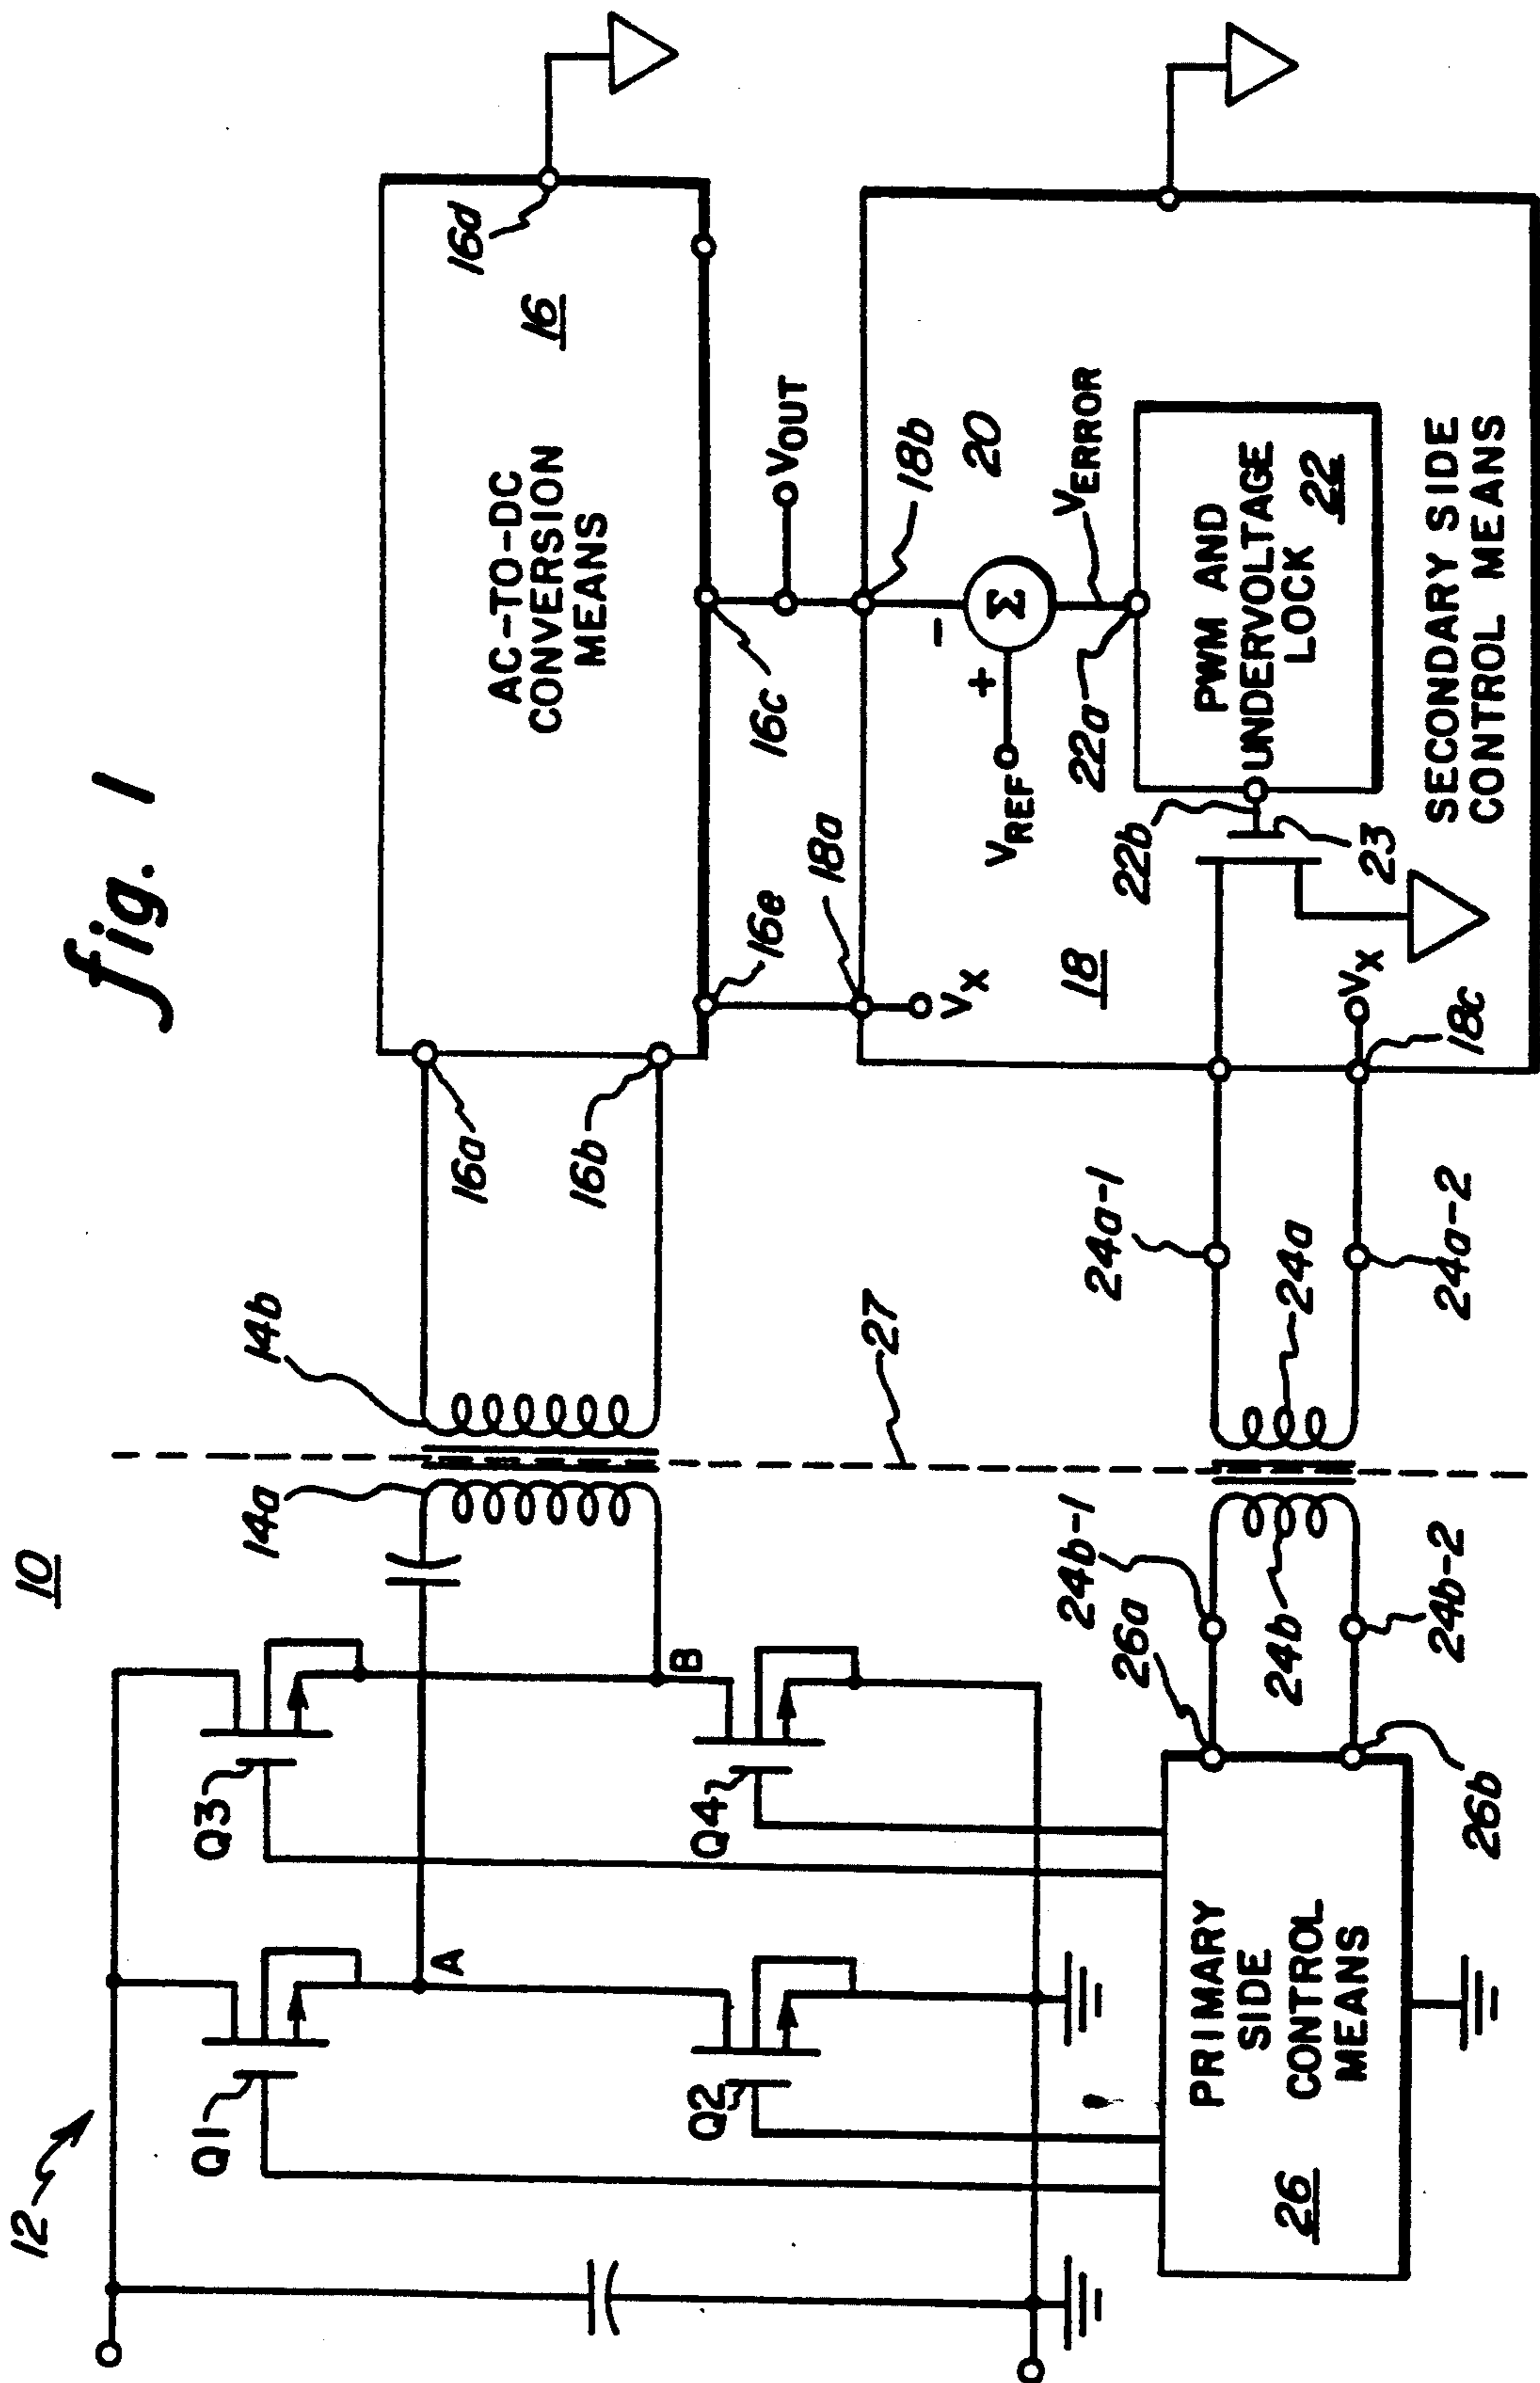 fig. 1
10
12
Q1
Q3
A
B
Q2
Q4
14a
14b
16a
16b
16c
16d
16e
AC-TO-DC
CONVERSION
MEANS
16
VOUT
18a
18b
VX
20
VREF
+
-
Σ
VERROR
22a
22b
PWM AND
UNDERVOLTAGE
LOCK
22
23
18
VX
18c
SECONDARY SIDE
CONTROL MEANS
27
24a-1
24a
24a-2
24b-1
24b
24b-2
26a
26b
PRIMARY
SIDE
CONTROL
MEANS
26